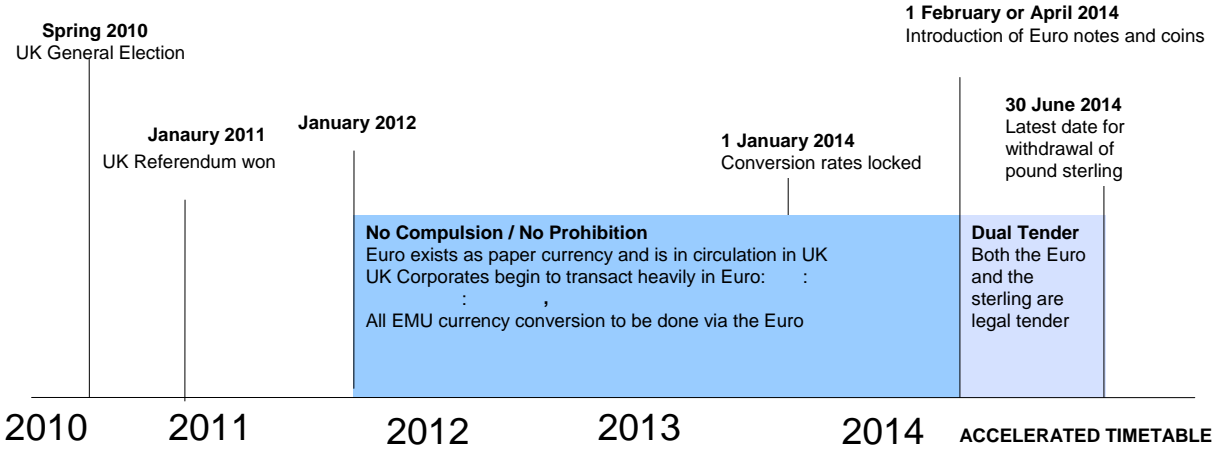 Spring 2010
UK General Election
Janaury 2011
UK Referendum won
January 2012
1 January 2014
Conversion rates locked
1 February or April 2014
Introduction of Euro notes and coins
30 June 2014
Latest date for
withdrawal of
pound sterling
No Compulsion / No Prohibition
Euro exists as paper currency and is in circulation in UK
UK Corporates begin to transact heavily in Euro: :
: ,
All EMU currency conversion to be done via the Euro
Dual Tender
Both the Euro
and the
sterling are
legal tender
2010 2011 2012 2013 2014 ACCELERATED TIMETABLE